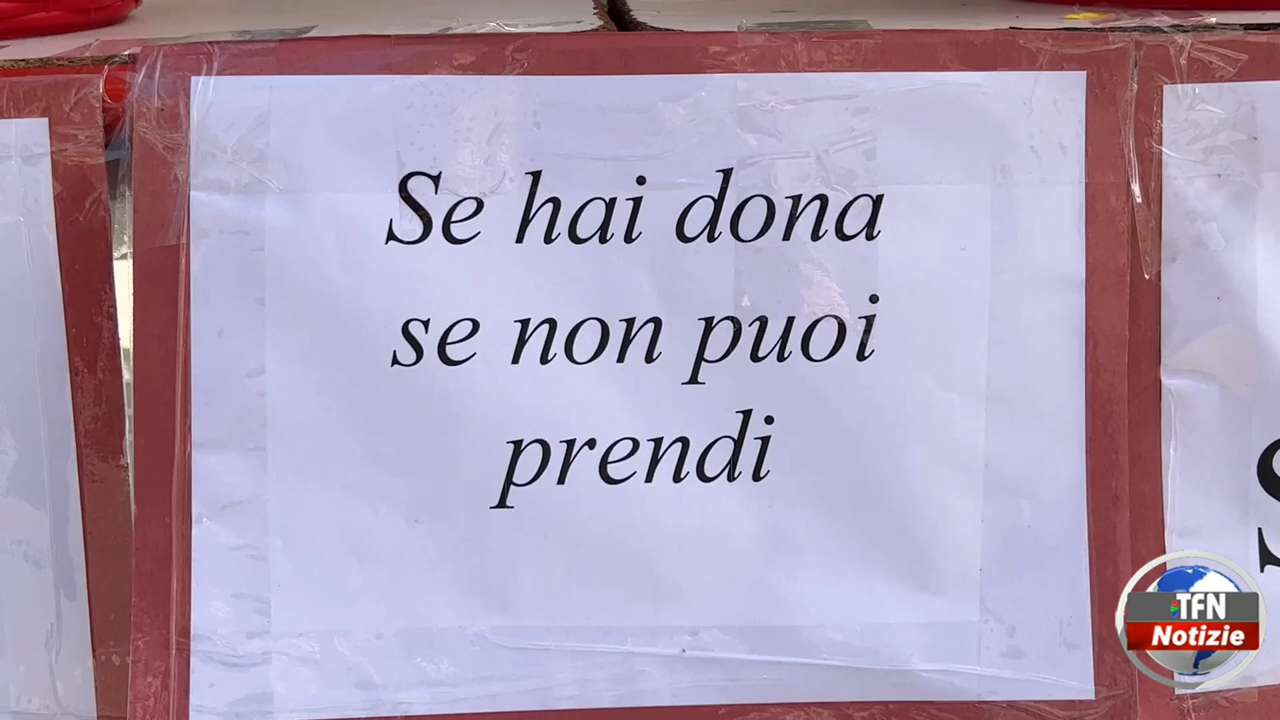 Se hai dona
se non puoi
prendi
TFN
Notizie